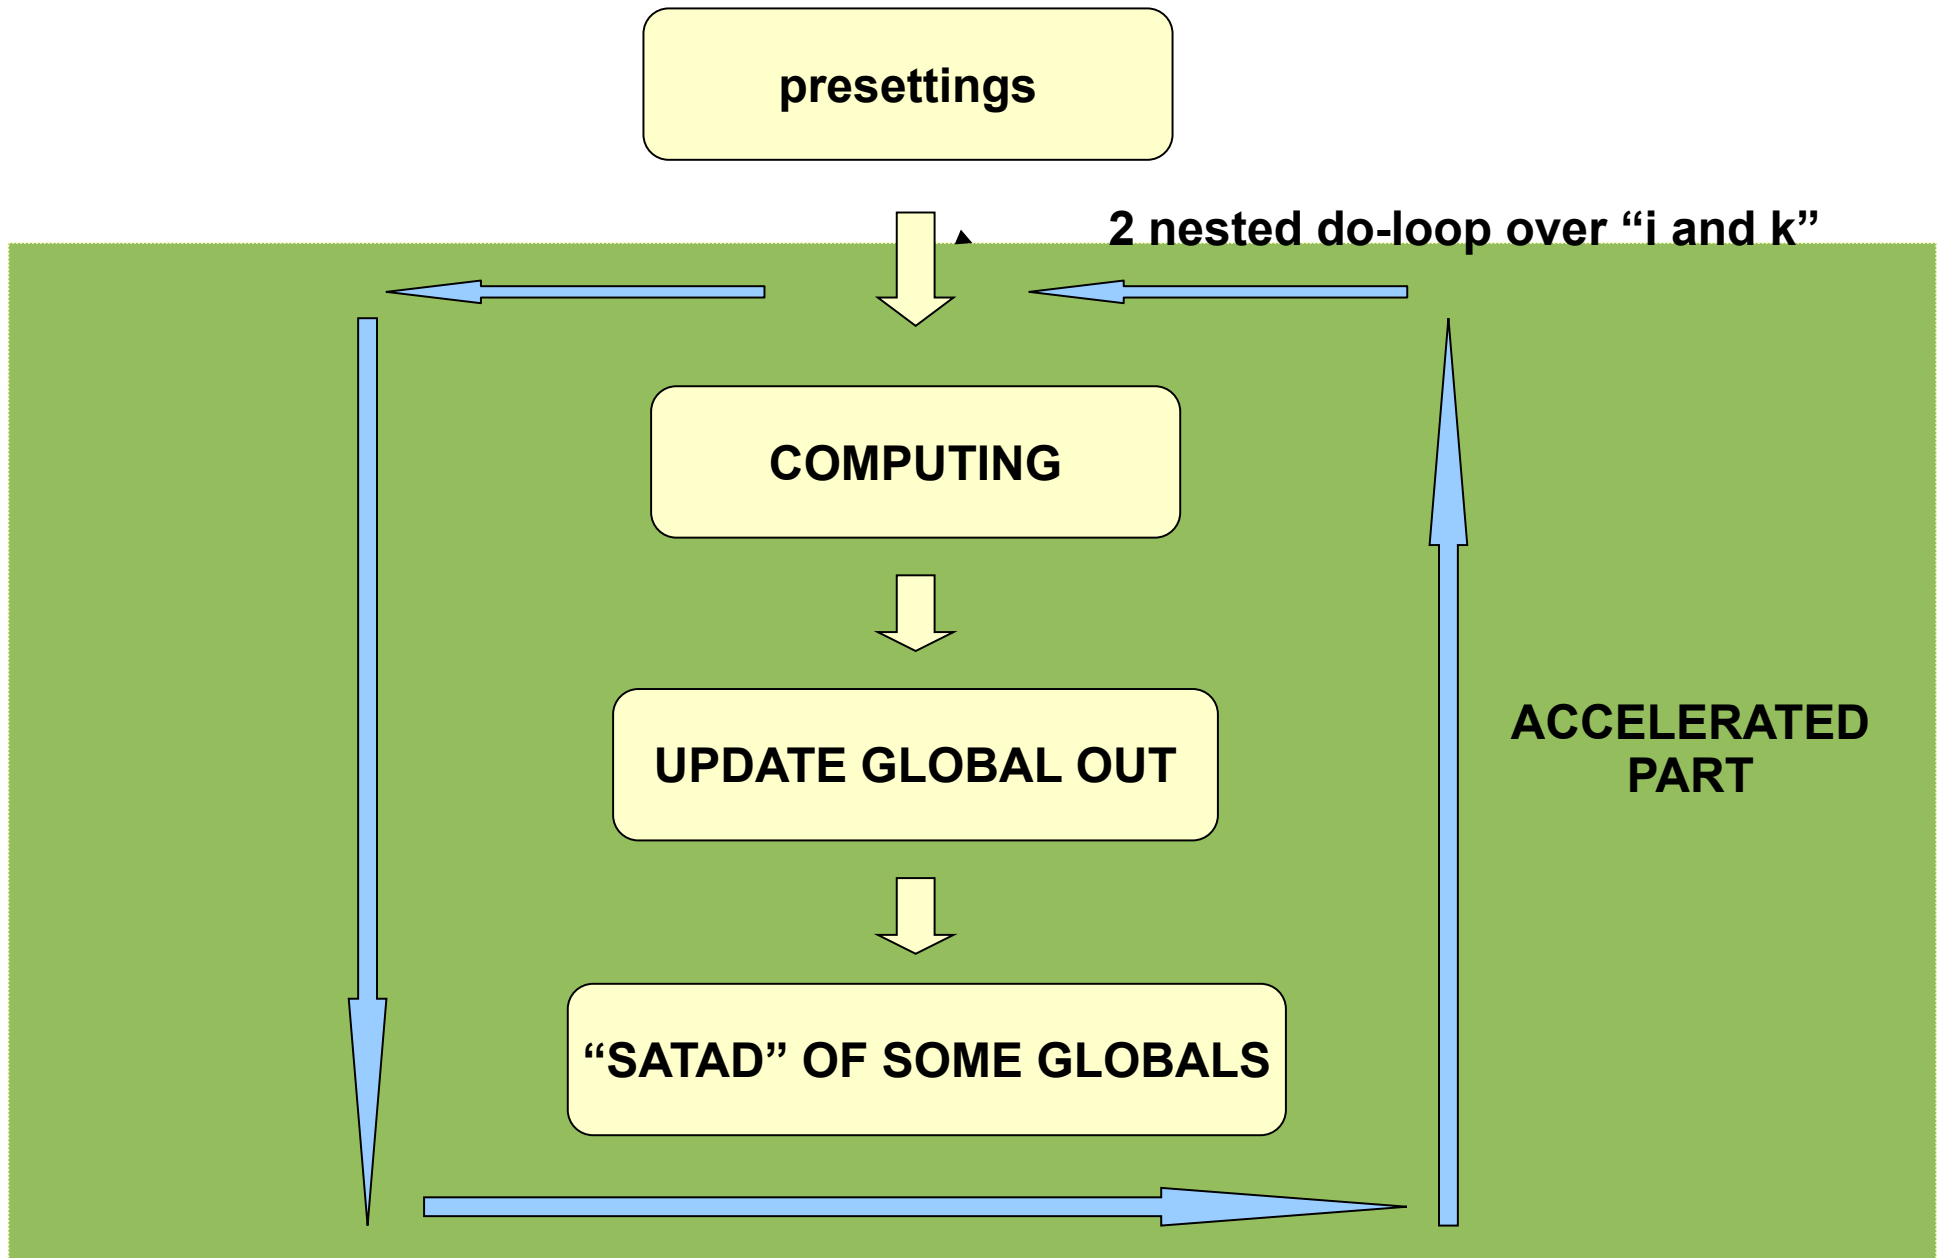 presettings
2 nested do-loop over “i and k”
COMPUTING
UPDATE GLOBAL OUT
ACCELERATED
PART
“SATAD” OF SOME GLOBALS